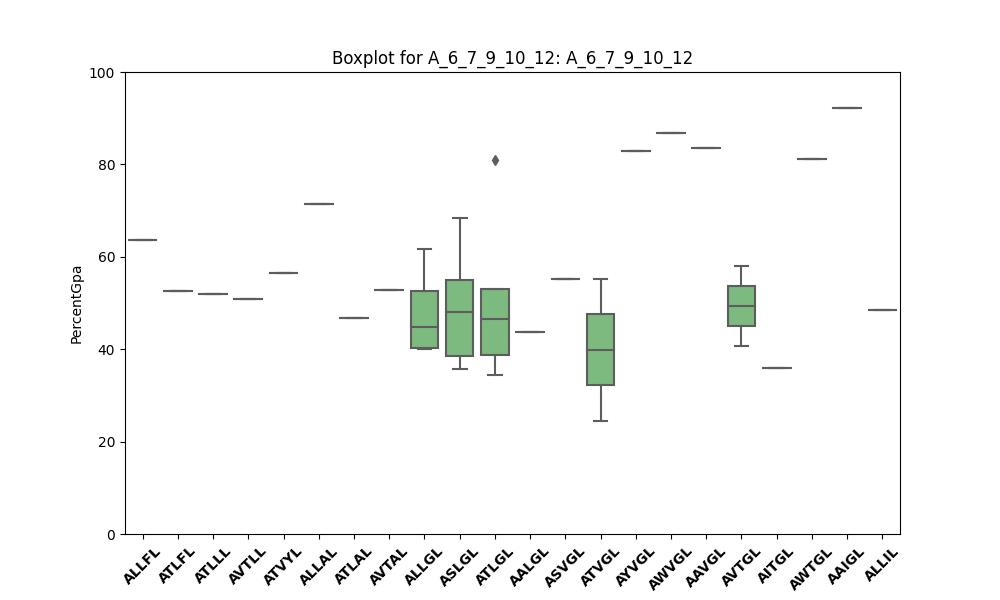 Boxplot for A_6_7_9_10_12: A_6_7_9_10_12
PercentGpa
100
80
60
40
20
0
ALLFL
ATLFL
ATLLL
AVTLL
ATVYL
ALLAL
ATLAL
AVTAL
ALLGL
ASLGL
ATLGL
AALGL
ASVGL
ATVGL
AYVGL
AWVGL
AAVGL
AVTGL
AITGL
AWTGL
AAIGL
ALLIL